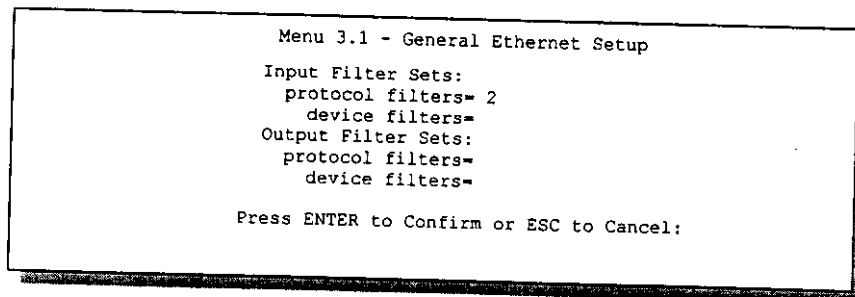 Menu 3.1 - General Ethernet Setup
Input Filter Sets:
protocol filters= 2
device filters=
Output Filter Sets:
protocol filters=
device filters=
Press ENTER to Confirm or ESC to Cancel: